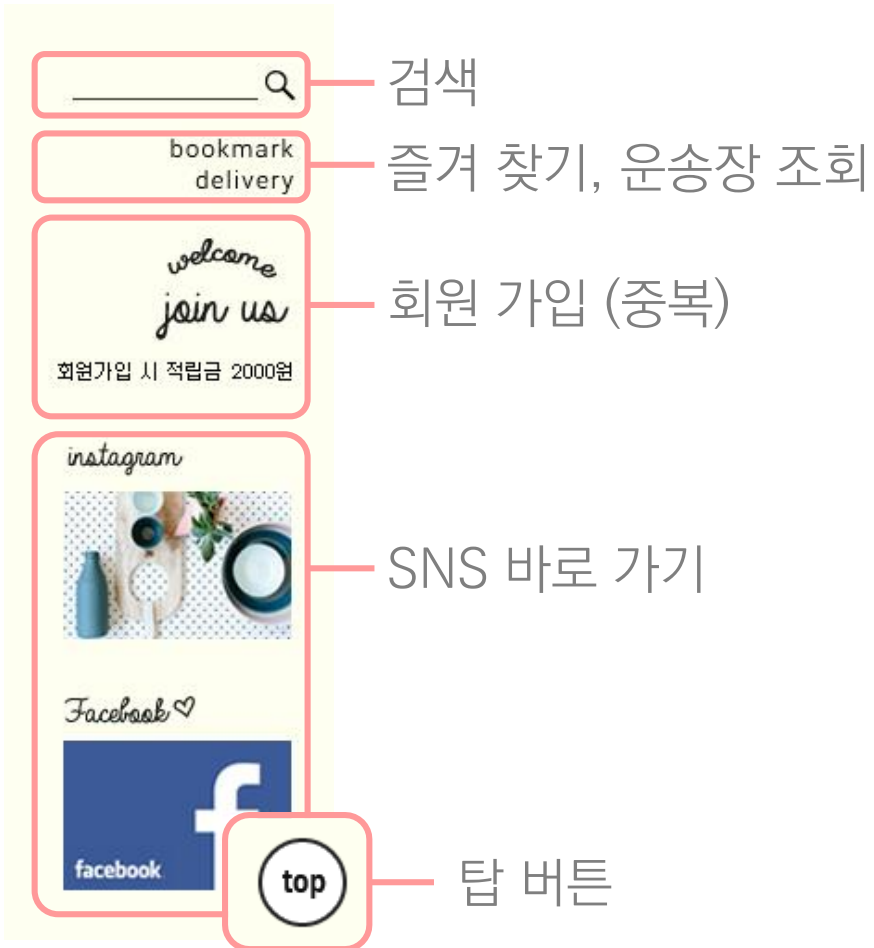 검색
bookmark
delivery
즐겨 찾기, 운송장 조회
welcome
join us
회원가입 시 적립금 2000원
회원 가입 (중복)
instagram
SNS 바로 가기
Facebook♡
facebook
top
탑 버튼